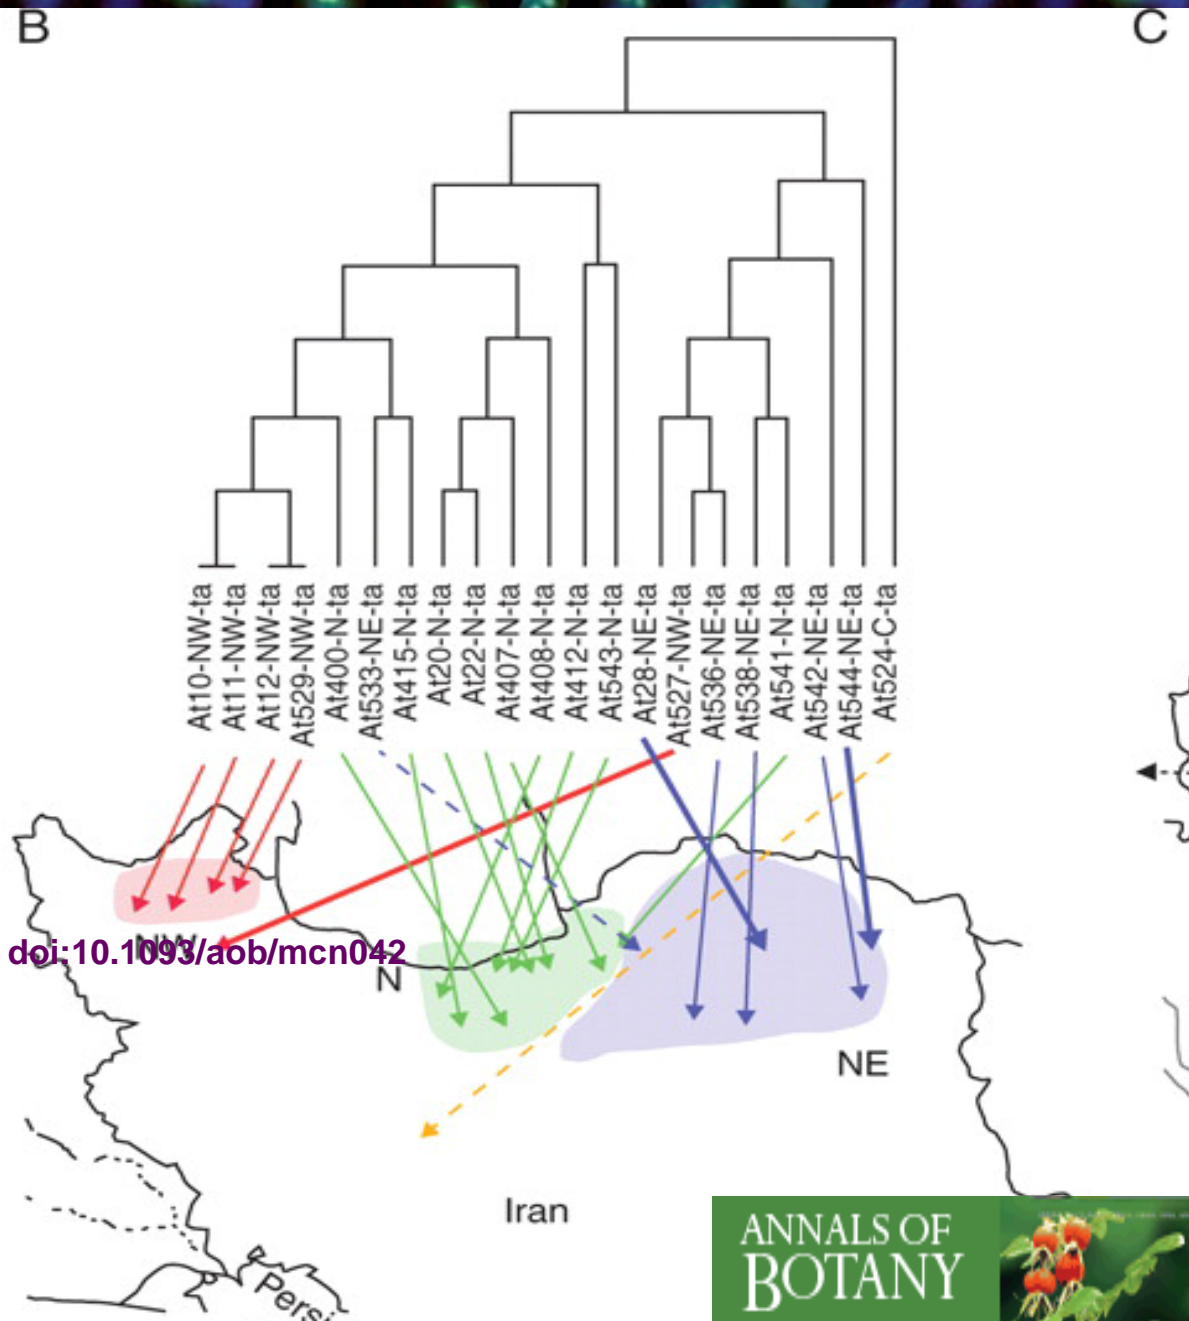 B
C
At10-NW-ta
At11-NW-ta
At12-NW-ta
At529-NW-ta
At400-N-ta
At533-NE-ta
At415-N-ta
At20-N-ta
At22-N-ta
At407-N-ta
At408-N-ta
At412-N-ta
At543-N-ta
At28-NE-ta
At527-NW-ta
At536-NE-ta
At538-NE-ta
At541-N-ta
At542-NE-ta
At544-NE-ta
At524-C-ta
NW
doi:10.1093/aob/mcn042
N
NE
Iran
Persi
ANNALS OF
BOTANY